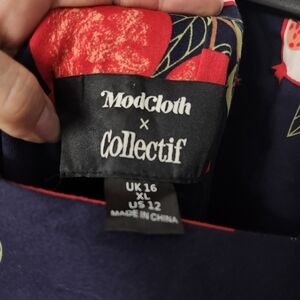 ModCloth
x
Collectif
UK 16
XL
US 12
MADE IN CHINA